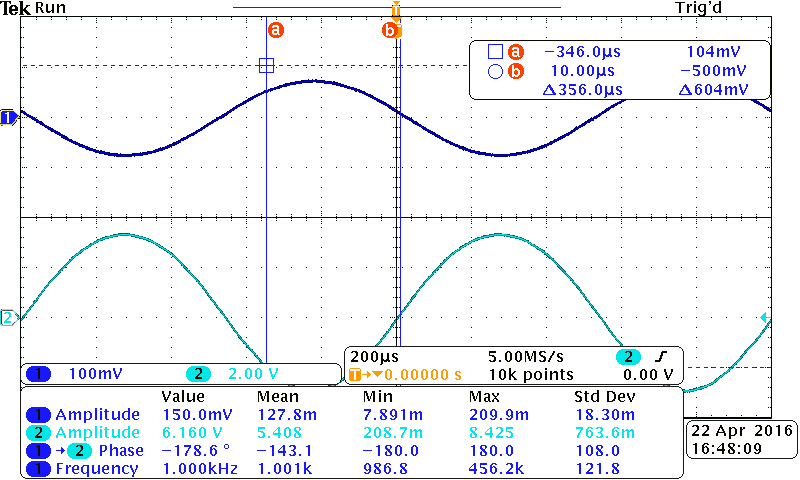 Tek Run Trig'd
T
a b
a −346.0µs 104mV
b 10.00µs −500mV
Δ356.0µs Δ604mV
1
2
1 100mV 2 2.00 V
200µs 5.00MS/s 2
T→▼0.00000 s 10k points 0.00 V
Value Mean Min Max Std Dev
1 Amplitude 150.0mV 127.8m 7.891m 209.9m 18.30m
2 Amplitude 6.160 V 5.408 208.7m 8.425 763.6m
1 → 2 Phase −178.6 ° −143.1 −180.0 180.0 108.0
1 Frequency 1.000kHz 1.001k 986.8 456.2k 121.8
22 Apr 2016
16:48:09